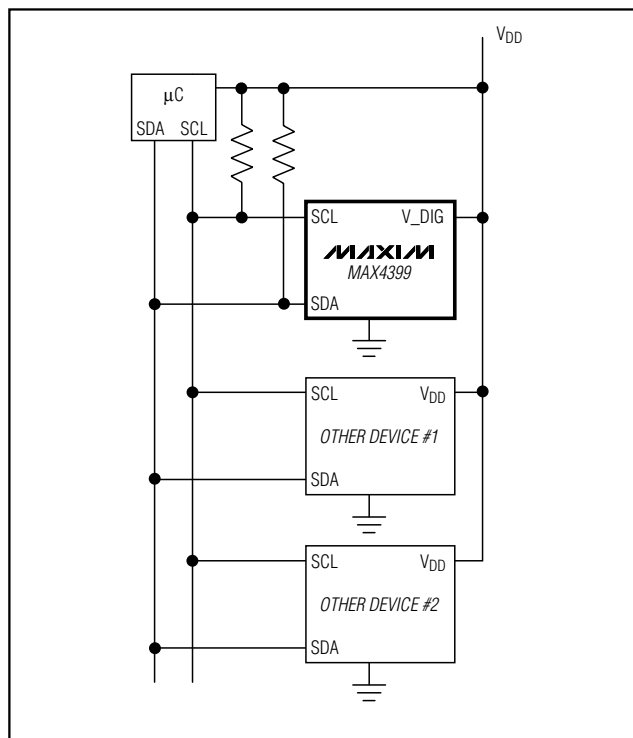 VDD
µC
SDA SCL
SCL V_DIG
MAXIM
MAX4399
SDA
SCL VDD
OTHER DEVICE #1
SDA
SCL VDD
OTHER DEVICE #2
SDA